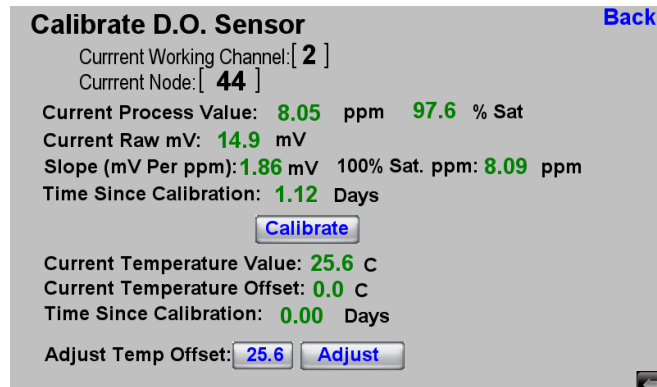 Calibrate D.O. Sensor Back
Currrent Working Channel:[ 2 ]
Currrent Node:[ 44 ]
Current Process Value: 8.05 ppm 97.6 % Sat
Current Raw mV: 14.9 mV
Slope (mV Per ppm): 1.86 mV 100% Sat. ppm: 8.09 ppm
Time Since Calibration: 1.12 Days
Calibrate
Current Temperature Value: 25.6 C
Current Temperature Offset: 0.0 C
Time Since Calibration: 0.00 Days
Adjust Temp Offset: 25.6 Adjust